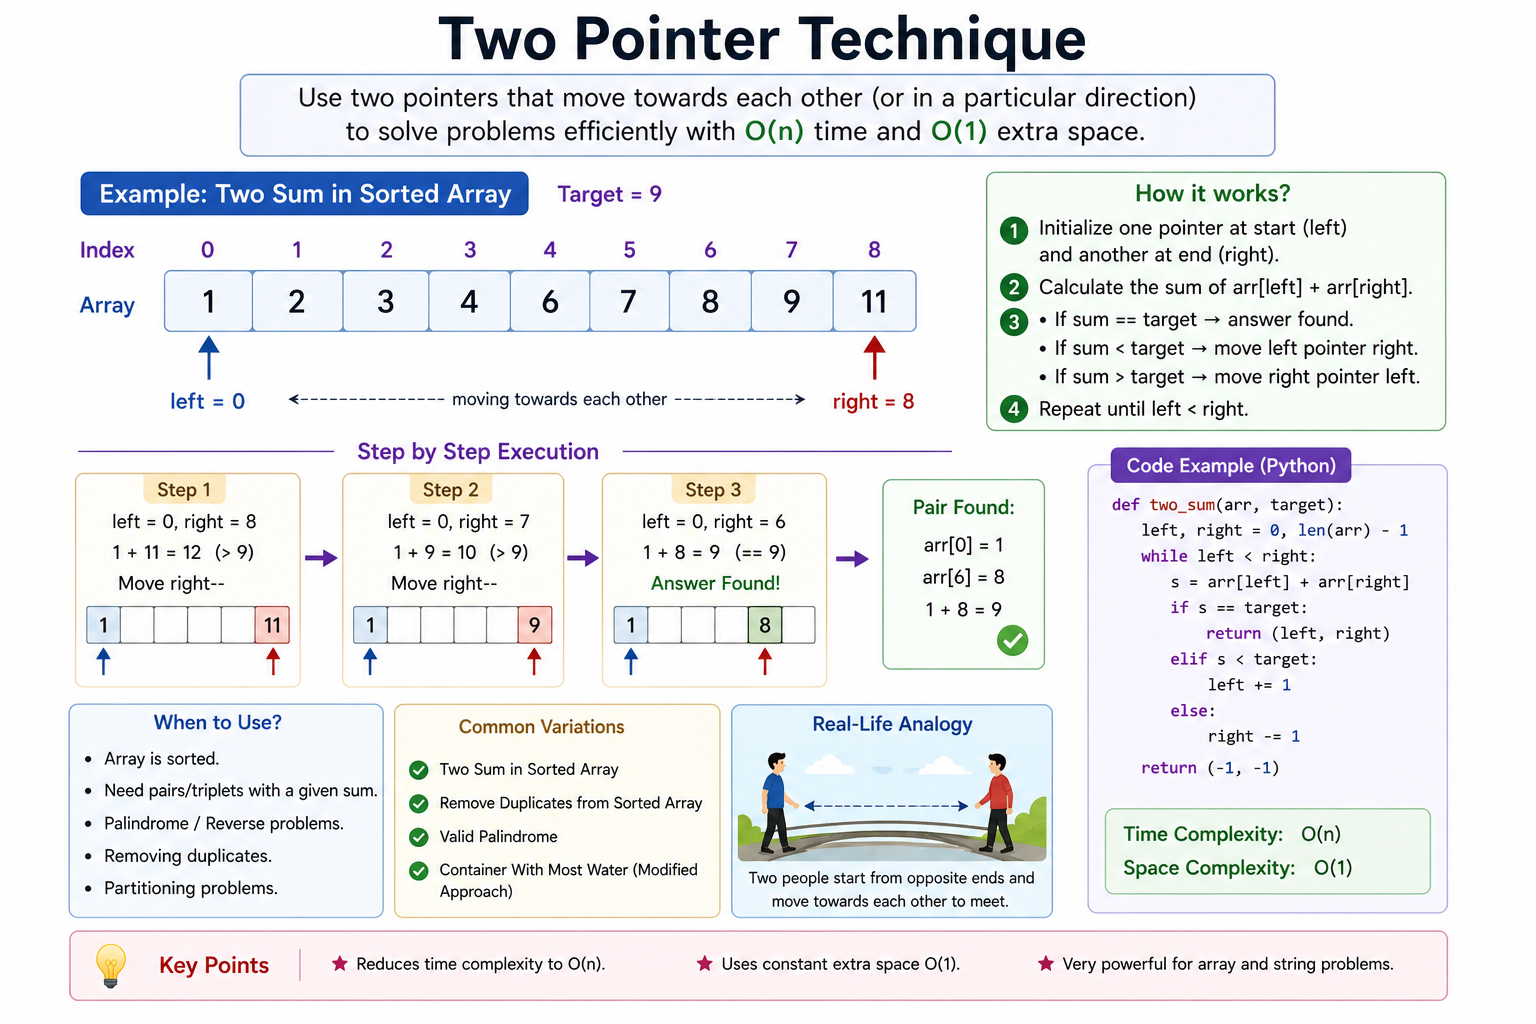 Two Pointer Technique
Use two pointers that move towards each other (or in a particular direction)
to solve problems efficiently with O(n) time and O(1) extra space.
Example: Two Sum in Sorted Array
Target = 9
Index 0 1 2 3 4 5 6 7 8
Array 1 2 3 4 6 7 8 9 11
left = 0
moving towards each other
right = 8
How it works?
1 Initialize one pointer at start (left)
and another at end (right).
2 Calculate the sum of arr[left] + arr[right].
3 • If sum == target → answer found.
• If sum < target → move left pointer right.
• If sum > target → move right pointer left.
4 Repeat until left < right.
Step by Step Execution
Step 1
left = 0, right = 8
1 + 11 = 12 (> 9)
Move right--
1 11
Step 2
left = 0, right = 7
1 + 9 = 10 (> 9)
Move right--
1 9
Step 3
left = 0, right = 6
1 + 8 = 9 (== 9)
Answer Found!
1 8
Pair Found:
arr[0] = 1
arr[6] = 8
1 + 8 = 9
Code Example (Python)
def two_sum(arr, target):
left, right = 0, len(arr) - 1
while left < right:
s = arr[left] + arr[right]
if s == target:
return (left, right)
elif s < target:
left += 1
else:
right -= 1
return (-1, -1)
Time Complexity: O(n)
Space Complexity: O(1)
When to Use?
• Array is sorted.
• Need pairs/triplets with a given sum.
• Palindrome / Reverse problems.
• Removing duplicates.
• Partitioning problems.
Common Variations
Two Sum in Sorted Array
Remove Duplicates from Sorted Array
Valid Palindrome
Container With Most Water (Modified
Approach)
Real-Life Analogy
Two people start from opposite ends and
move towards each other to meet.
Key Points
★ Reduces time complexity to O(n).
★ Uses constant extra space O(1).
★ Very powerful for array and string problems.